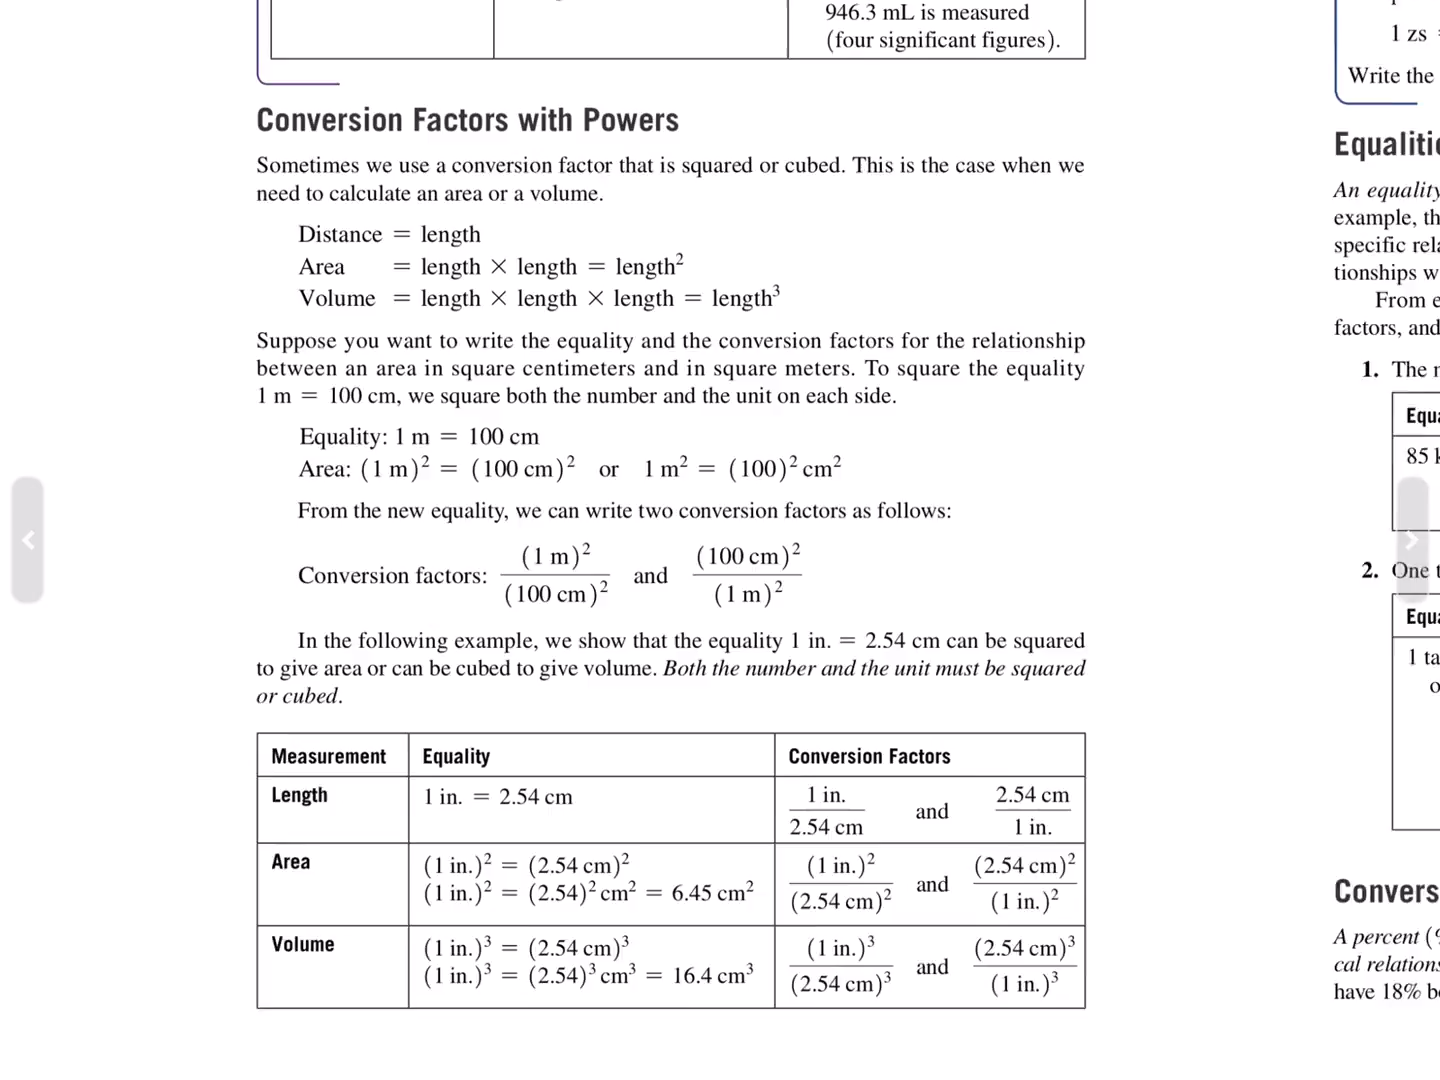 946.3 mL is measured
(four significant figures).
Conversion Factors with Powers
Sometimes we use a conversion factor that is squared or cubed. This is the case when we
need to calculate an area or a volume.
Distance = length
Area = length × length = length²
Volume = length × length × length = length³
Suppose you want to write the equality and the conversion factors for the relationship
between an area in square centimeters and in square meters. To square the equality
1 m = 100 cm, we square both the number and the unit on each side.
Equality: 1 m = 100 cm
Area: (1 m)² = (100 cm)² or 1 m² = (100)² cm²
From the new equality, we can write two conversion factors as follows:
Conversion factors: (1 m)² / (100 cm)² and (100 cm)² / (1 m)²
In the following example, we show that the equality 1 in. = 2.54 cm can be squared
to give area or can be cubed to give volume. Both the number and the unit must be squared
or cubed.
Measurement Equality Conversion Factors
Length 1 in. = 2.54 cm 1 in. / 2.54 cm and 2.54 cm / 1 in.
Area (1 in.)² = (2.54 cm)²
(1 in.)² = (2.54)² cm² = 6.45 cm² (1 in.)² / (2.54 cm)² and (2.54 cm)² / (1 in.)²
Volume (1 in.)³ = (2.54 cm)³
(1 in.)³ = (2.54)³ cm³ = 16.4 cm³ (1 in.)³ / (2.54 cm)³ and (2.54 cm)³ / (1 in.)³
1 zs
Write the
An equality
example, th
specific rel
tionships w
From
factors, and
1. The
85
2. One
1 ta
Convers
A percent (
cal relations
have 18% b